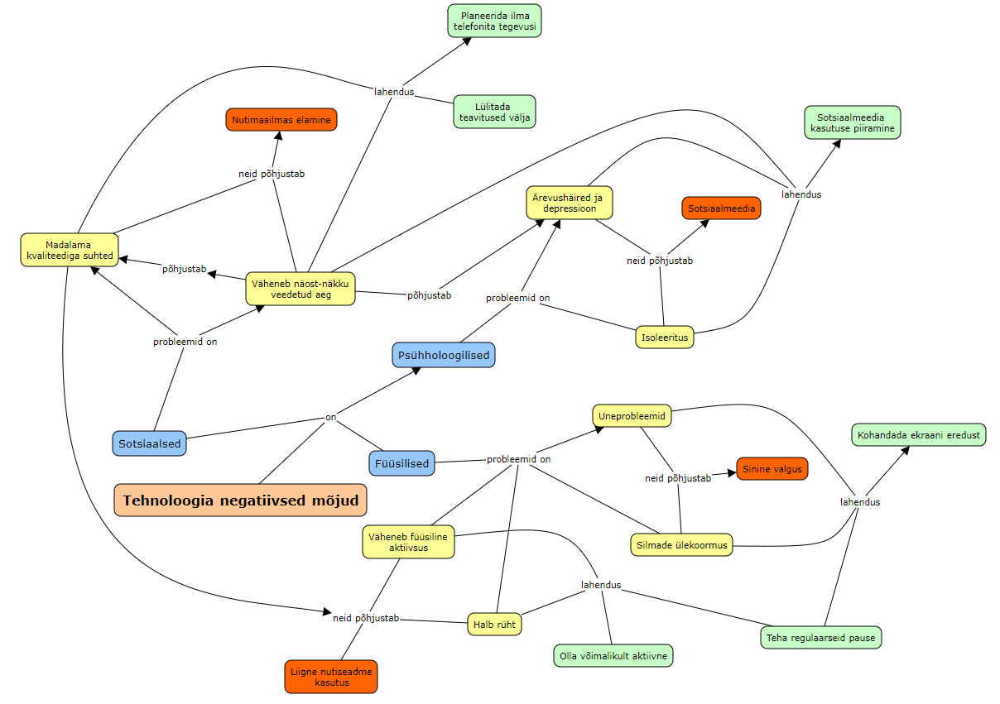 Planeerida ilma
telefonita tegevusi
lahendus
Lülitada
teavitused välja
Nutimaailmas elamine
Sotsiaalmeedia
kasutuse piiramine
neid põhjustab
Ärevushäired ja
depressioon
lahendus
Sotsiaalmeedia
Madalama
kvaliteediga suhted
põhjustab
Väheneb näost-näkku
veedetud aeg
põhjustab
neid põhjustab
probleemid on
probleemid on
Isoleeritus
Psühholoogilised
on
Sotsiaalsed
Füüsilised
Tehnoloogia negatiivsed mõjud
Uneprobleemid
probleemid on
Kohandada ekraani eredust
neid põhjustab
Sinine valgus
lahendus
Väheneb füüsiline
aktiivsus
Silmade ülekoormus
lahendus
neid põhjustab
Halb rüht
Teha regulaarseid pause
Olla võimalikult aktiivne
Liigne nutiseadme
kasutus